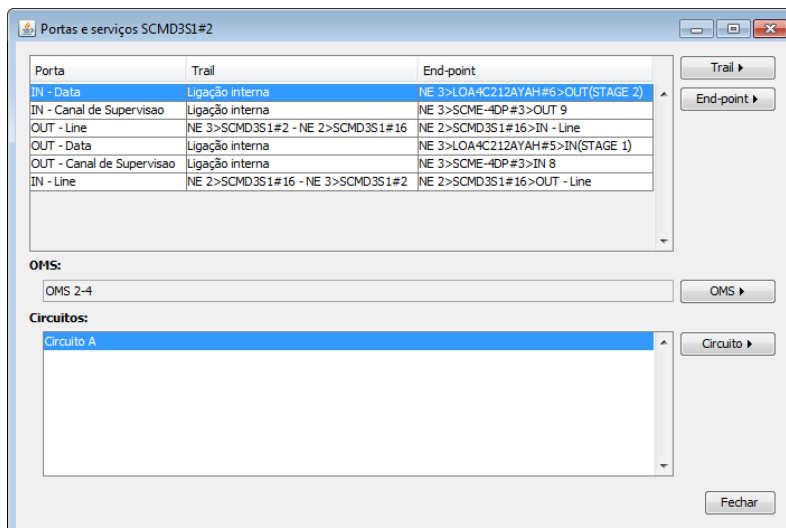 Portas e serviços SCMD3S1#2
Porta Trail End-point
IN - Data Ligação interna NE 3>LOA4C212AYAH#6>OUT(STAGE 2)
IN - Canal de Supervisao Ligação interna NE 3>SCME-4DP#3>OUT 9
OUT - Line NE 3>SCMD3S1#2 - NE 2>SCMD3S1#16 NE 2>SCMD3S1#16>IN - Line
OUT - Data Ligação interna NE 3>LOA4C212AYAH#5>IN(STAGE 1)
OUT - Canal de Supervisao Ligação interna NE 3>SCME-4DP#3>IN 8
IN - Line NE 2>SCMD3S1#16 - NE 3>SCMD3S1#2 NE 2>SCMD3S1#16>OUT - Line
Trail
End-point
OMS:
OMS 2-4
OMS
Circuitos:
Circuito A
Circuito
Fechar